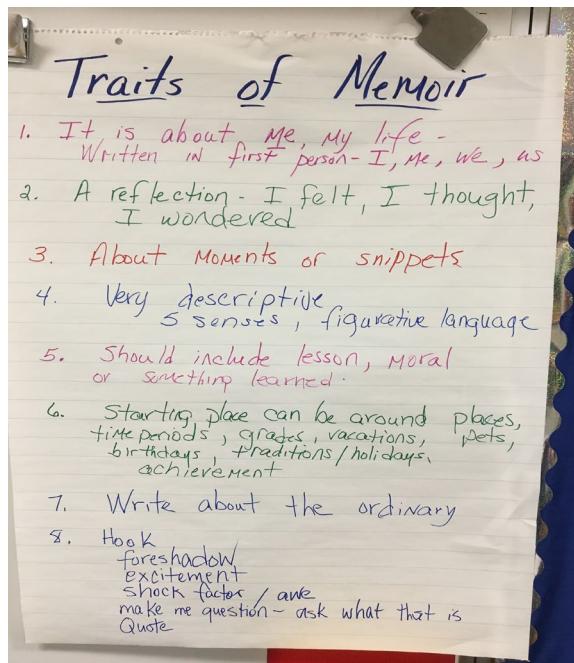 Traits of Memoir
1. It is about me, my life -
Written in first person - I, me, we, us
2. A reflection - I felt, I thought,
I wondered
3. About moments or snippets
4. Very descriptive
5 senses, figurative language
5. Should include lesson, moral
or something learned.
6. Starting place can be around places,
time periods, grades, vacations, pets,
birthdays, traditions/holidays,
achievement
7. Write about the ordinary
8. Hook
foreshadow
excitement
shock factor / awe
make me question - ask what that is
Quote